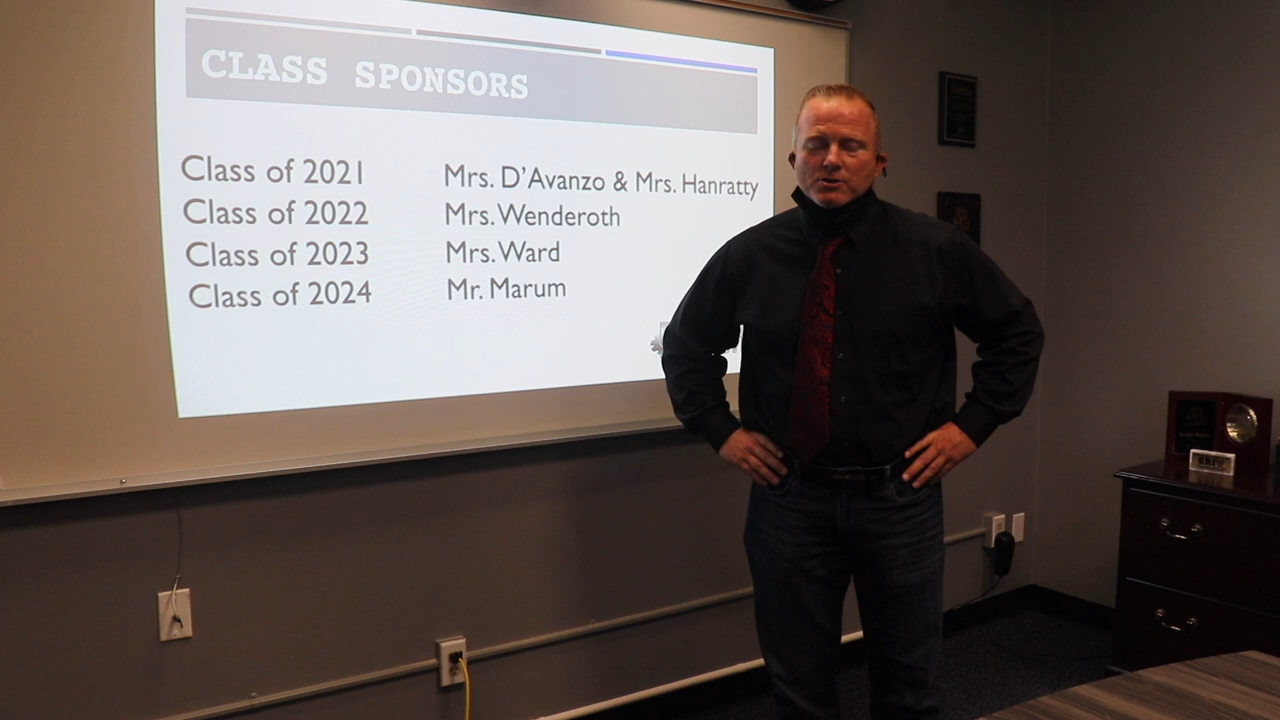 CLASS SPONSORS
Class of 2021 Mrs. D'Avanzo & Mrs. Hanratty
Class of 2022 Mrs. Wenderoth
Class of 2023 Mrs. Ward
Class of 2024 Mr. Marum